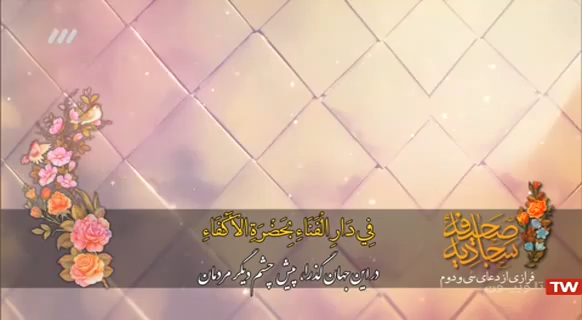 فِي دَارِ الْفَنَاءِ بِحَضْرَةِ الْأَكْفَاءِ
در این جهان گذرا، پیش چشم دیگر مردمان
صحیفه
سجادیه
فرازی از دعای سی و دوم
TW